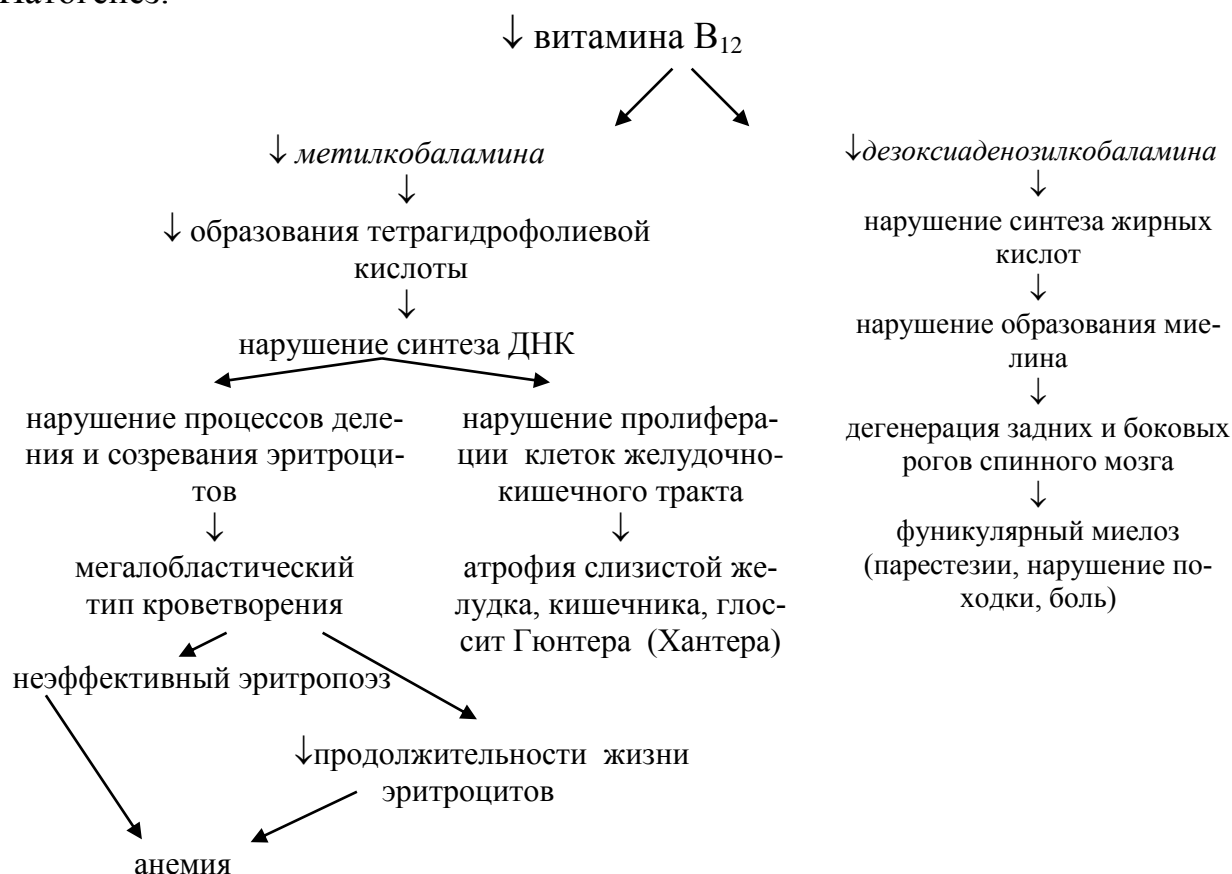 ↓ витамина B₁₂
↓ метилкобаламина
↓
↓ образования тетрагидрофолиевой
кислоты
↓
нарушение синтеза ДНК
нарушение процессов деле-
ния и созревания эритроци-
тов
↓
мегалобластический
тип кроветворения
неэффективный эритропоэз
↓продолжительности жизни
эритроцитов
анемия
нарушение пролифера-
ции клеток желудочно-
кишечного тракта
↓
атрофия слизистой же-
лудка, кишечника, глос-
сит Гюнтера (Хантера)
↓дезоксиаденозилкобаламина
↓
нарушение синтеза жирных
кислот
↓
нарушение образования мие-
лина
↓
дегенерация задних и боковых
рогов спинного мозга
↓
фуникулярный миелоз
(парестезии, нарушение по-
ходки, боль)